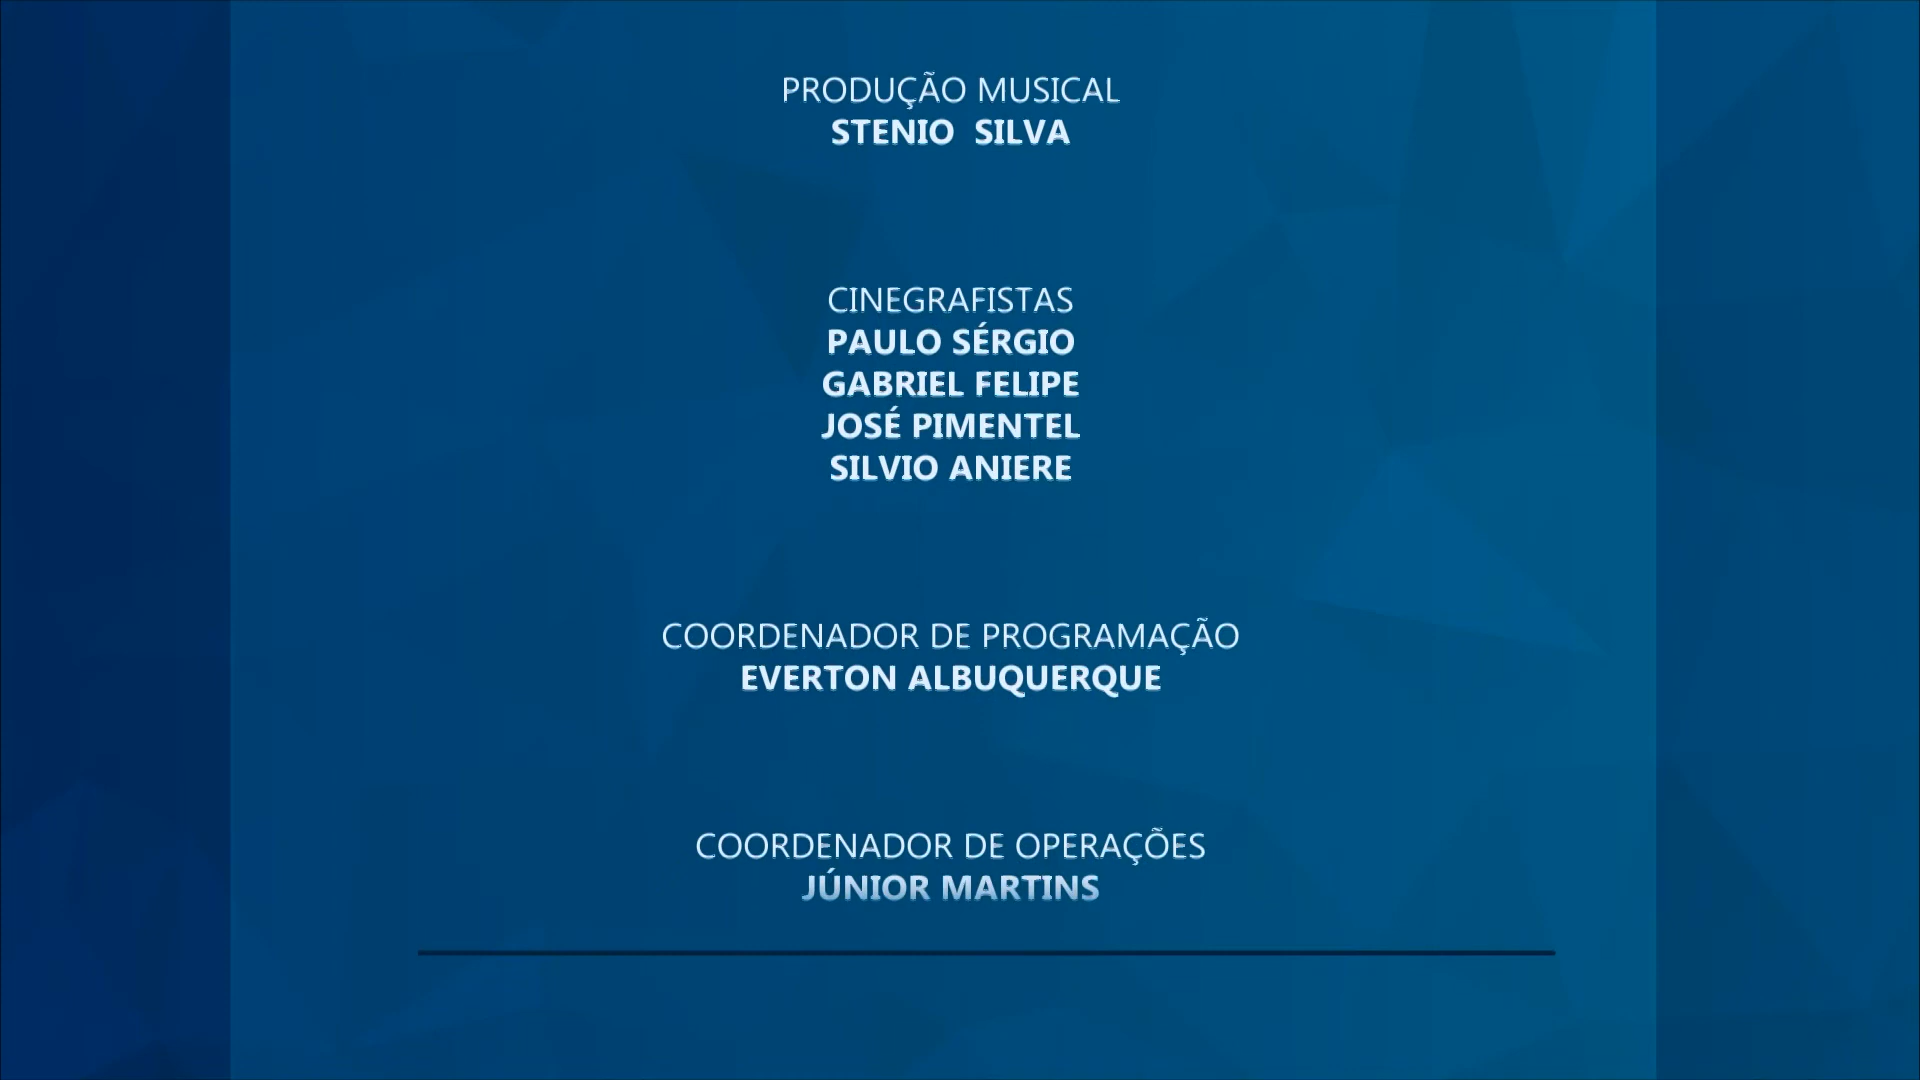 PRODUÇÃO MUSICAL
STENIO  SILVA
CINEGRAFISTAS
PAULO SÉRGIO
GABRIEL FELIPE
JOSÉ PIMENTEL
SILVIO ANIERE
COORDENADOR DE PROGRAMAÇÃO
EVERTON ALBUQUERQUE
COORDENADOR DE OPERAÇÕES
JÚNIOR MARTINS